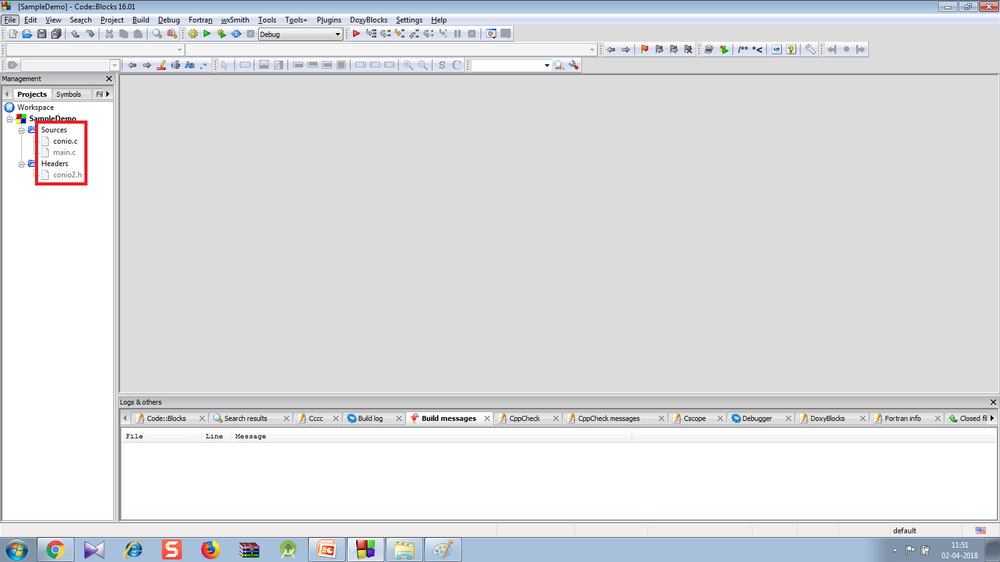 [SampleDemo] - Code::Blocks 16.01
File Edit View Search Project Build Debug Fortran wxSmith Tools Tools+ Plugins DoxyBlocks Settings Help
Debug
/** *<
Aa .*
S C
Management
Projects Symbols Fil
Workspace
SampleDemo
Sources
conio.c
main.c
Headers
conio2.h
Logs & others
Code::Blocks Search results Cccc Build log Build messages CppCheck CppCheck messages Cscope Debugger DoxyBlocks Fortran info Closed fil
File Line Message
default
11:51
02-04-2018